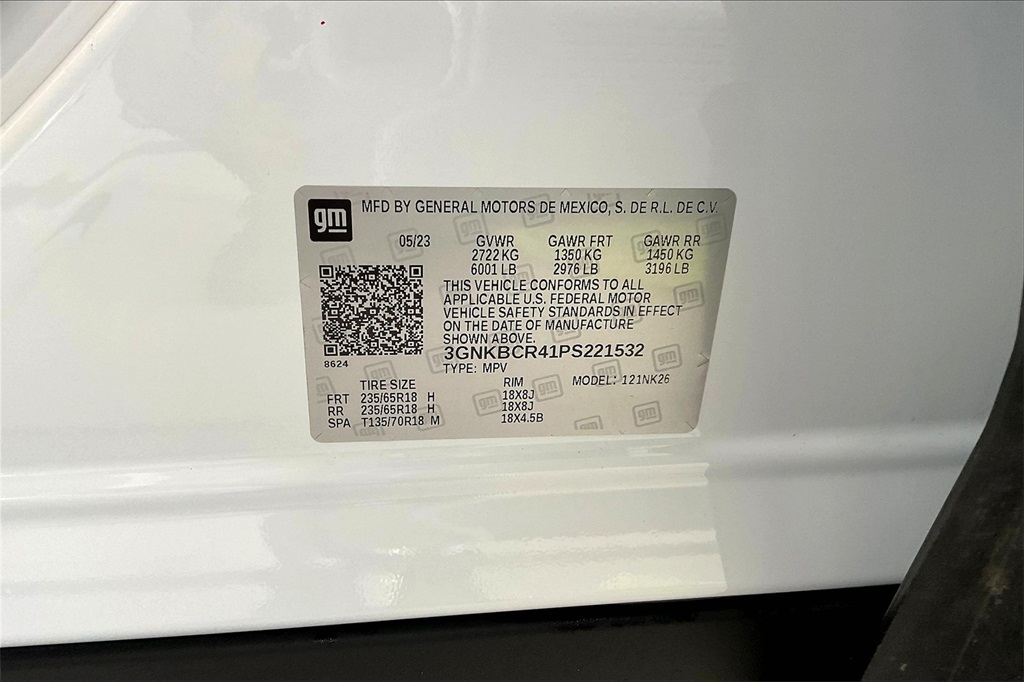 gm MFD BY GENERAL MOTORS DE MEXICO, S. DE R.L. DE C.V.
05/23 GVWR GAWR FRT GAWR RR
2722 KG 1350 KG 1450 KG
6001 LB 2976 LB 3196 LB
THIS VEHICLE CONFORMS TO ALL
APPLICABLE U.S. FEDERAL MOTOR
VEHICLE SAFETY STANDARDS IN EFFECT
ON THE DATE OF MANUFACTURE
SHOWN ABOVE.
3GNKBCR41PS221532
8624
TYPE: MPV
TIRE SIZE RIM MODEL: 121NK26
FRT 235/65R18 H 18X8J
RR 235/65R18 H 18X8J
SPA T135/70R18 M 18X4.5B